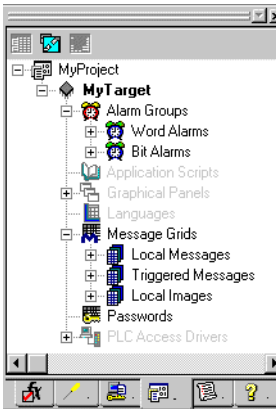 MyProject
MyTarget
Alarm Groups
Word Alarms
Bit Alarms
Application Scripts
Graphical Panels
Languages
Message Grids
Local Messages
Triggered Messages
Local Images
Passwords
PLC Access Drivers